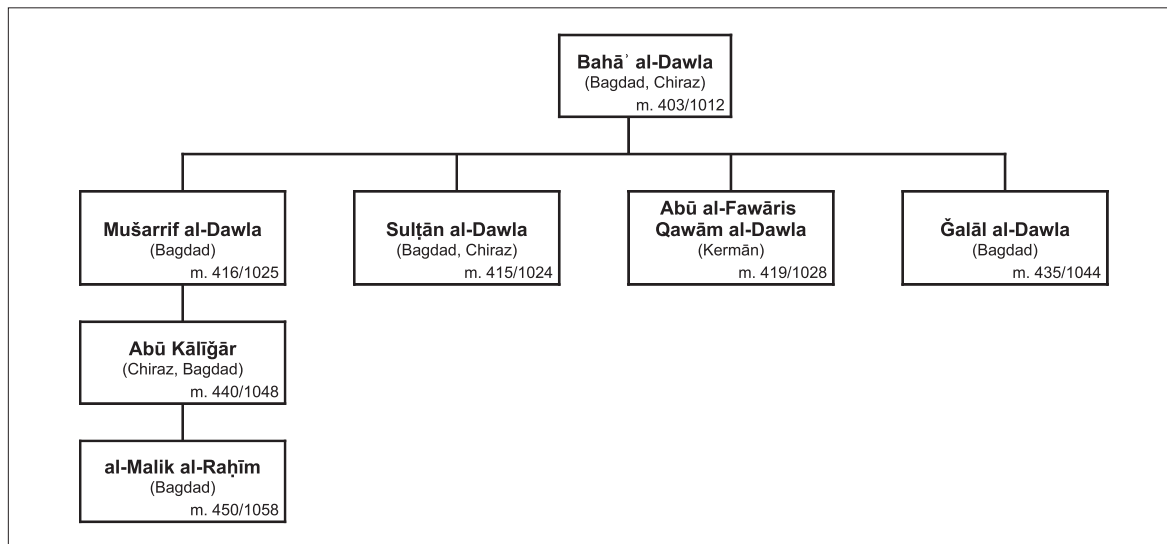 Bahāʾ al-Dawla
(Bagdad, Chiraz)
m. 403/1012
Mušarrif al-Dawla
(Bagdad)
m. 416/1025
Sulṭān al-Dawla
(Bagdad, Chiraz)
m. 415/1024
Abū al-Fawāris
Qawām al-Dawla
(Kermān)
m. 419/1028
Ǧalāl al-Dawla
(Bagdad)
m. 435/1044
Abū Kālīǧār
(Chiraz, Bagdad)
m. 440/1048
al-Malik al-Raḥīm
(Bagdad)
m. 450/1058